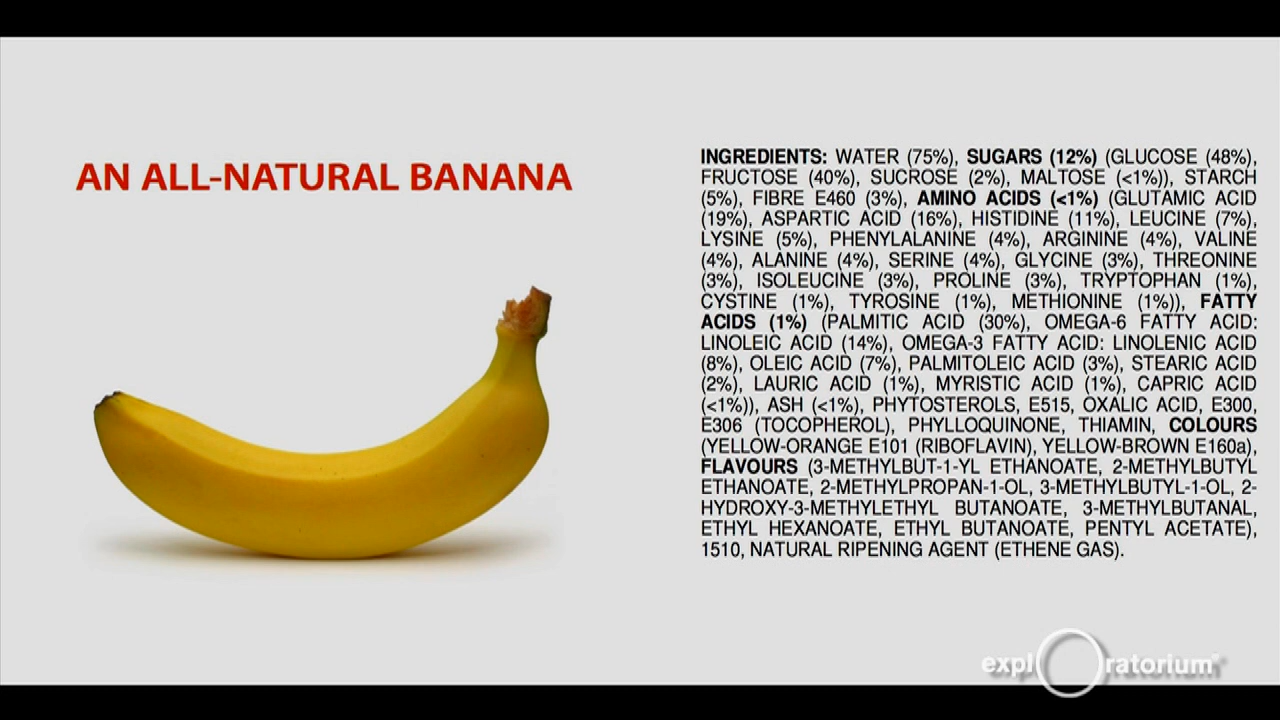 AN ALL-NATURAL BANANA
INGREDIENTS: WATER (75%), SUGARS (12%) (GLUCOSE (48%),
FRUCTOSE (40%), SUCROSE (2%), MALTOSE (<1%)), STARCH
(5%), FIBRE E460 (3%), AMINO ACIDS (<1%) (GLUTAMIC ACID
(19%), ASPARTIC ACID (16%), HISTIDINE (11%), LEUCINE (7%),
LYSINE (5%), PHENYLALANINE (4%), ARGININE (4%), VALINE
(4%), ALANINE (4%), SERINE (4%), GLYCINE (3%), THREONINE
(3%), ISOLEUCINE (3%), PROLINE (3%), TRYPTOPHAN (1%),
CYSTINE (1%), TYROSINE (1%), METHIONINE (1%)), FATTY
ACIDS (1%) (PALMITIC ACID (30%), OMEGA-6 FATTY ACID:
LINOLEIC ACID (14%), OMEGA-3 FATTY ACID: LINOLENIC ACID
(8%), OLEIC ACID (7%), PALMITOLEIC ACID (3%), STEARIC ACID
(2%), LAURIC ACID (1%), MYRISTIC ACID (1%), CAPRIC ACID
(<1%)), ASH (<1%), PHYTOSTEROLS, E515, OXALIC ACID, E300,
E306 (TOCOPHEROL), PHYLLOQUINONE, THIAMIN, COLOURS
(YELLOW-ORANGE E101 (RIBOFLAVIN), YELLOW-BROWN E160a),
FLAVOURS (3-METHYLBUT-1-YL ETHANOATE, 2-METHYLBUTYL
ETHANOATE, 2-METHYLPROPAN-1-OL, 3-METHYLBUTYL-1-OL, 2-
HYDROXY-3-METHYLETHYL BUTANOATE, 3-METHYLBUTANAL,
ETHYL HEXANOATE, ETHYL BUTANOATE, PENTYL ACETATE),
1510, NATURAL RIPENING AGENT (ETHENE GAS).
explOratorium®